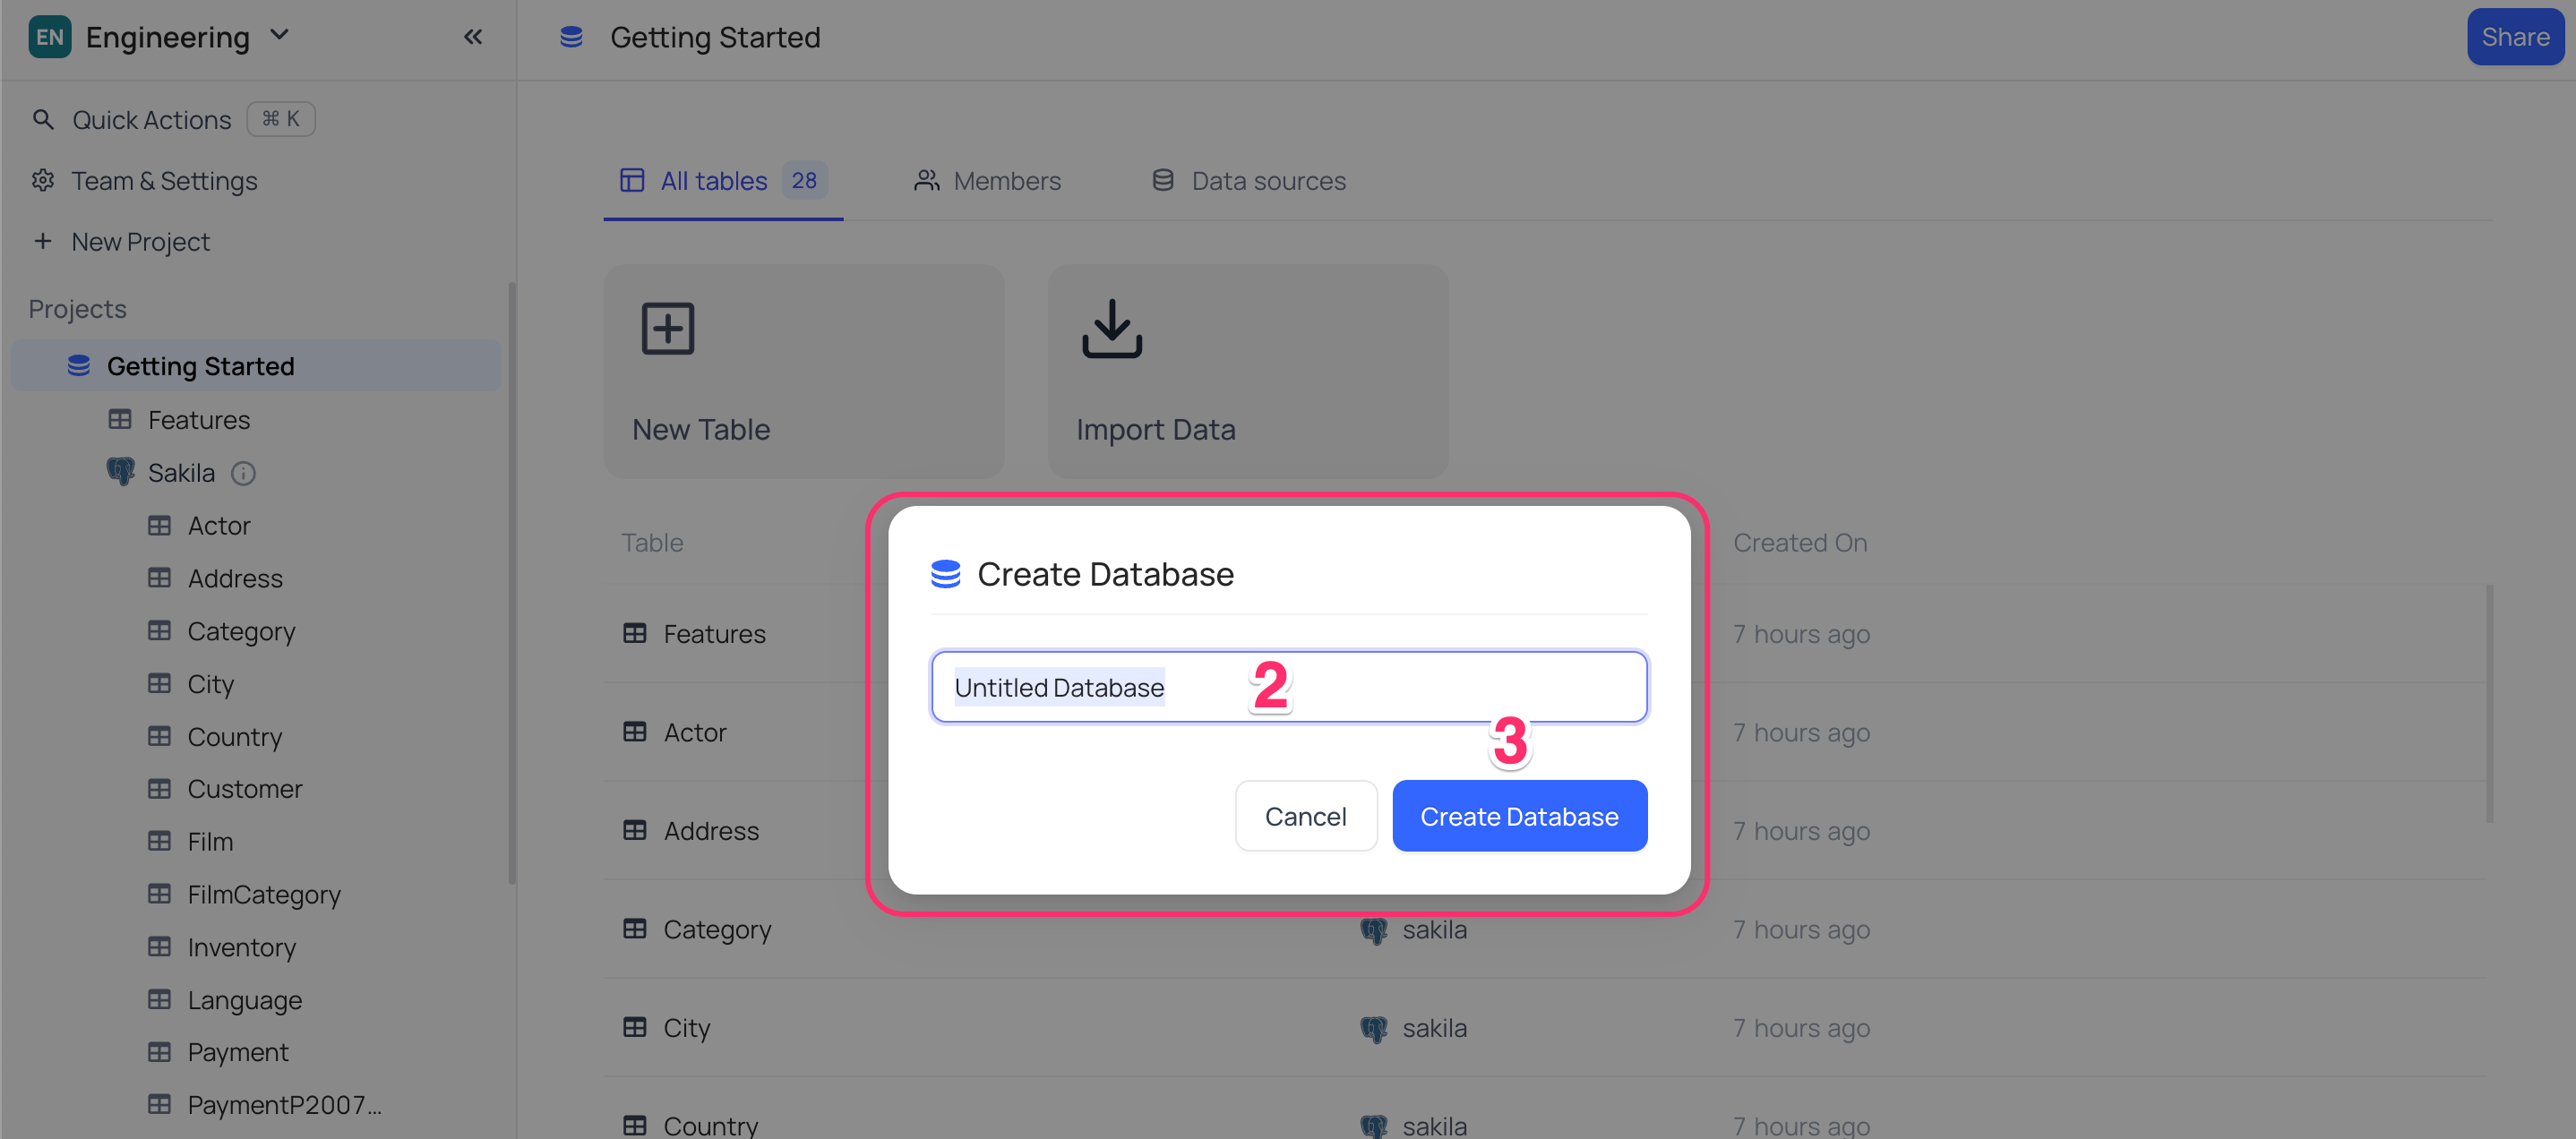 EN Engineering
Quick Actions ⌘ K
Team & Settings
+ New Project
Projects
Getting Started
Features
Sakila
Actor
Address
Category
City
Country
Customer
Film
FilmCategory
Inventory
Language
Payment
PaymentP2007...
Getting Started
Share
All tables 28
Members
Data sources
New Table
Import Data
Table
Created On
Features
7 hours ago
Actor
7 hours ago
Address
7 hours ago
Category
sakila
7 hours ago
City
sakila
7 hours ago
Country
sakila
7 hours ago
Create Database
Untitled Database
2
3
Cancel
Create Database